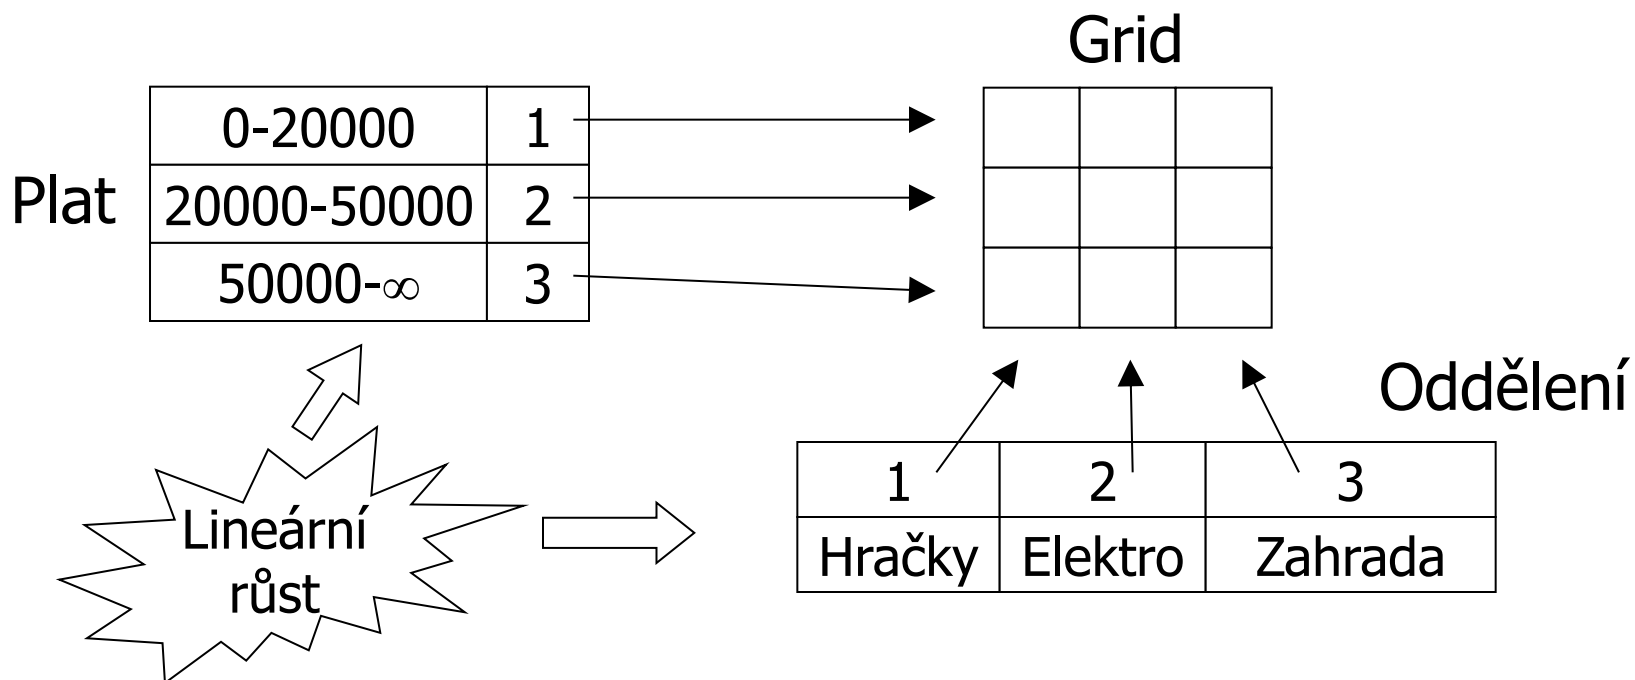 Grid
Plat
0-20000 1
20000-50000 2
50000-∞ 3
Oddělení
1 2 3
Hračky Elektro Zahrada
Lineární
růst